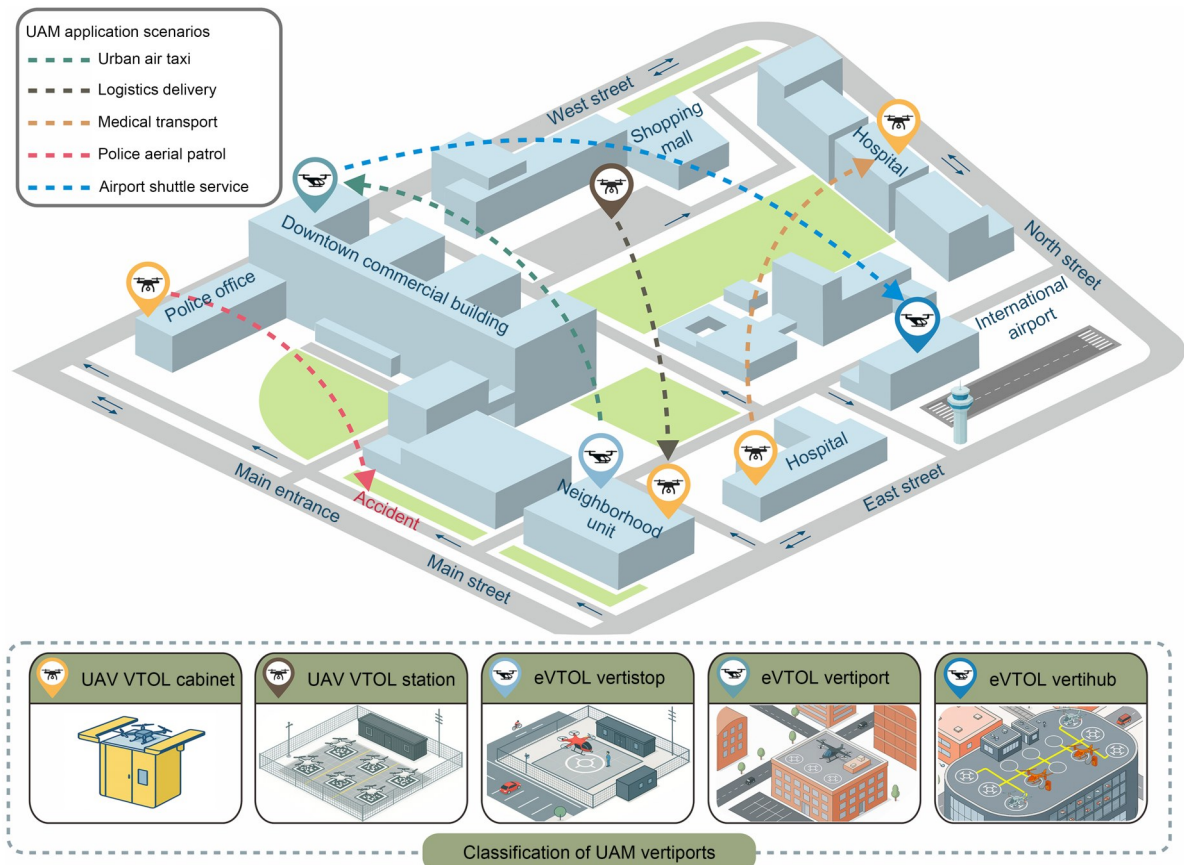 UAM application scenarios
Urban air taxi
Logistics delivery
Medical transport
Police aerial patrol
Airport shuttle service
West street
Shopping
mall
Hospital
North street
Downtown commercial building
Police office
International
airport
Hospital
East street
Neighborhood
unit
Accident
Main entrance
Main street
UAV VTOL cabinet
UAV VTOL station
eVTOL vertistop
eVTOL vertiport
eVTOL vertihub
Classification of UAM vertiports